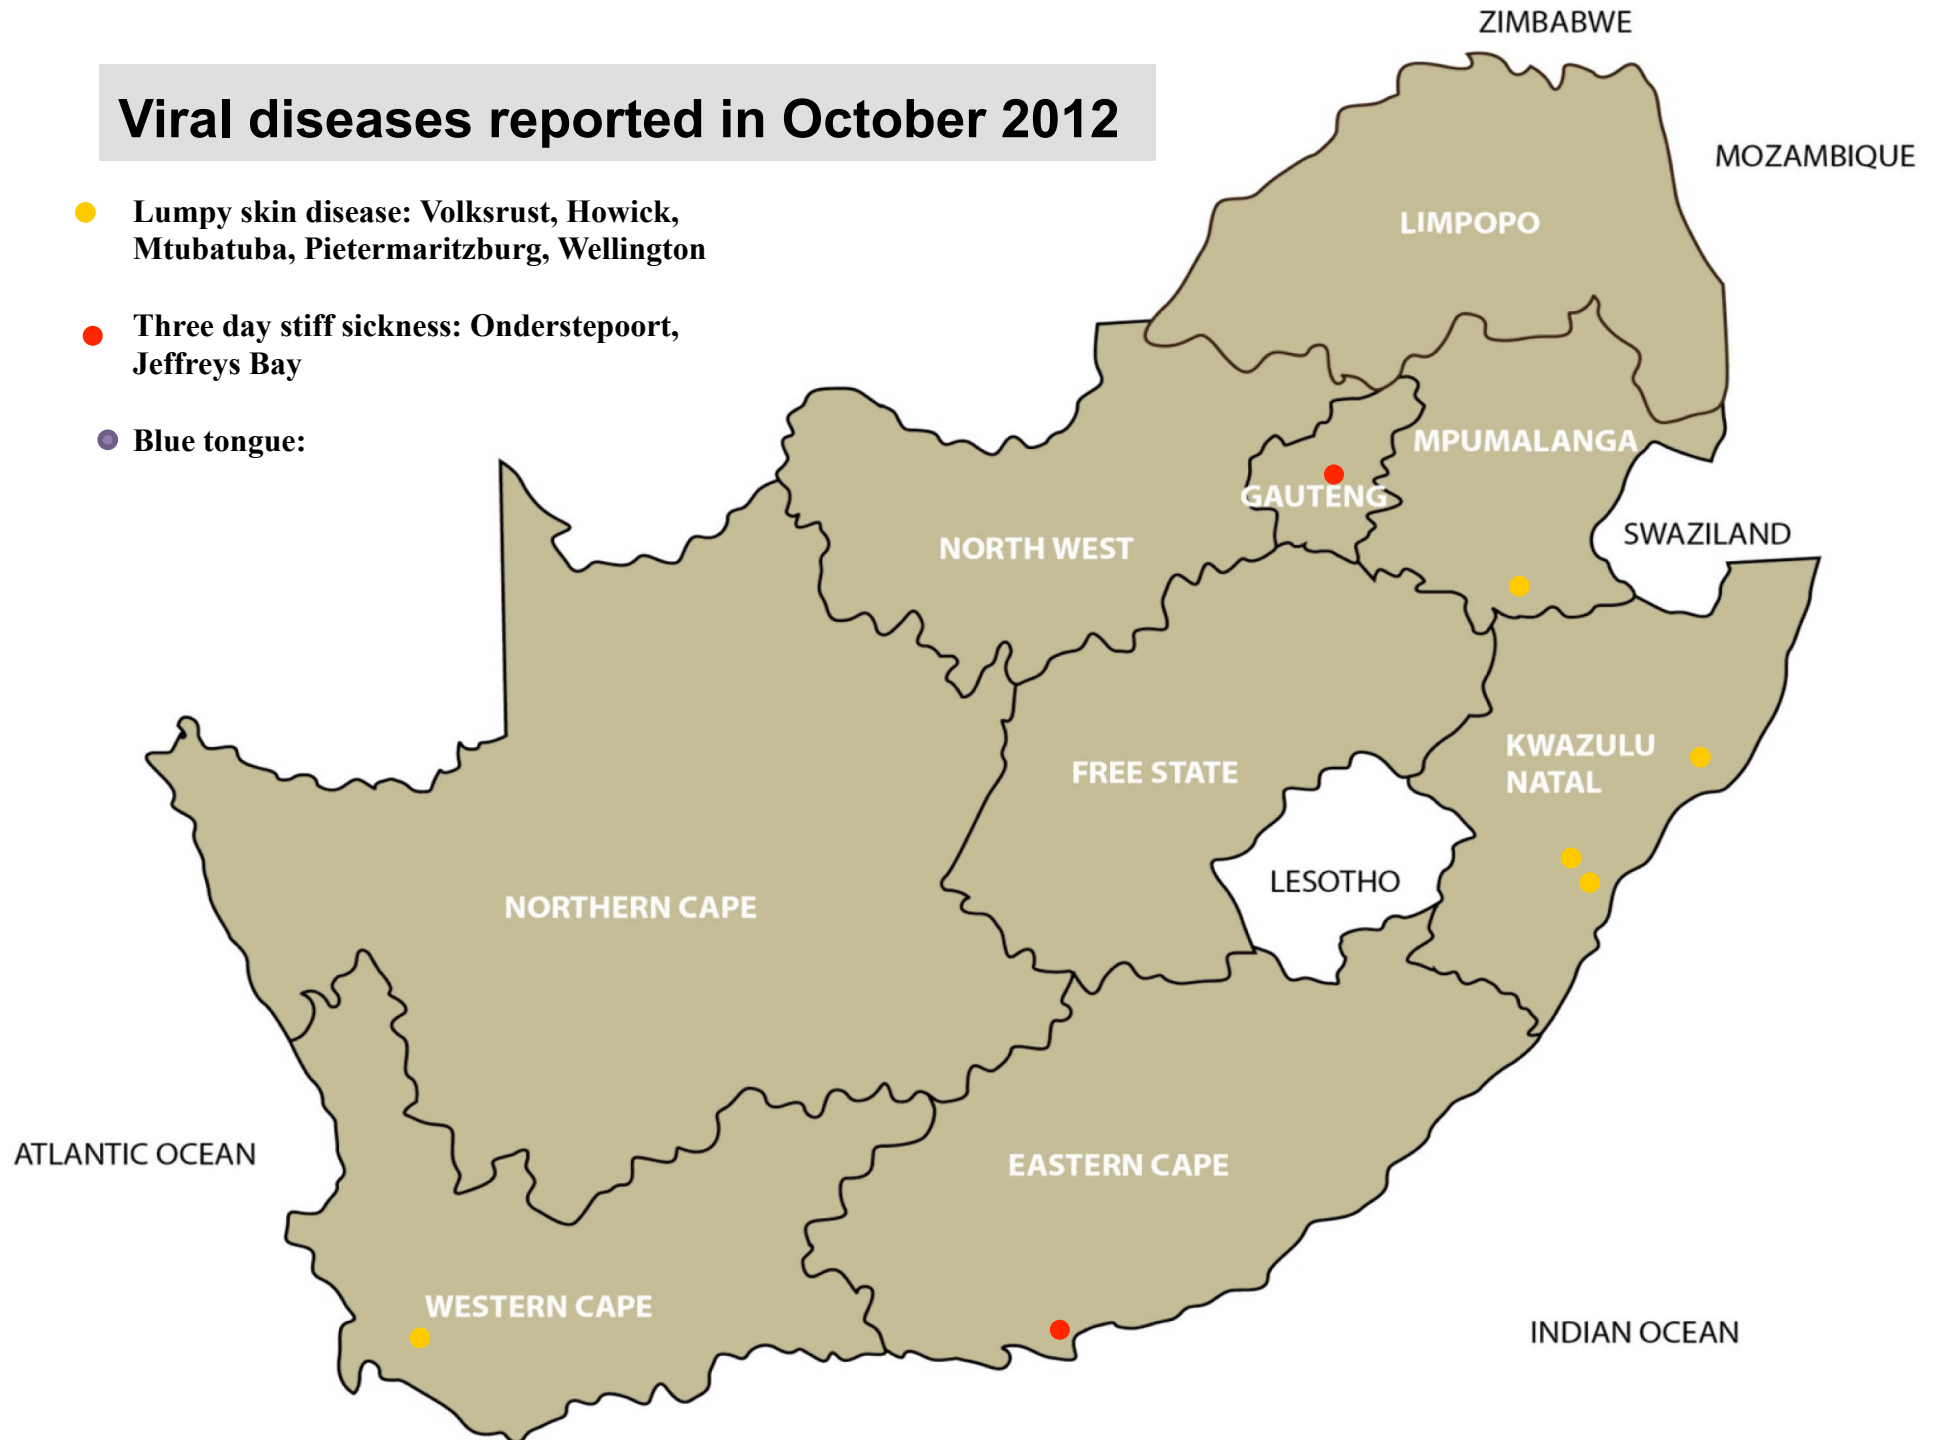 ZIMBABWE
Viral diseases reported in October 2012
MOZAMBIQUE
Lumpy skin disease: Volksrust, Howick,
Mtubatuba, Pietermaritzburg, Wellington
LIMPOPO
Three day stiff sickness: Onderstepoort,
Jeffreys Bay
Blue tongue:
MPUMALANGA
GAUTENG
SWAZILAND
NORTH WEST
KWAZULU
NATAL
FREE STATE
LESOTHO
NORTHERN CAPE
ATLANTIC OCEAN
EASTERN CAPE
WESTERN CAPE
INDIAN OCEAN